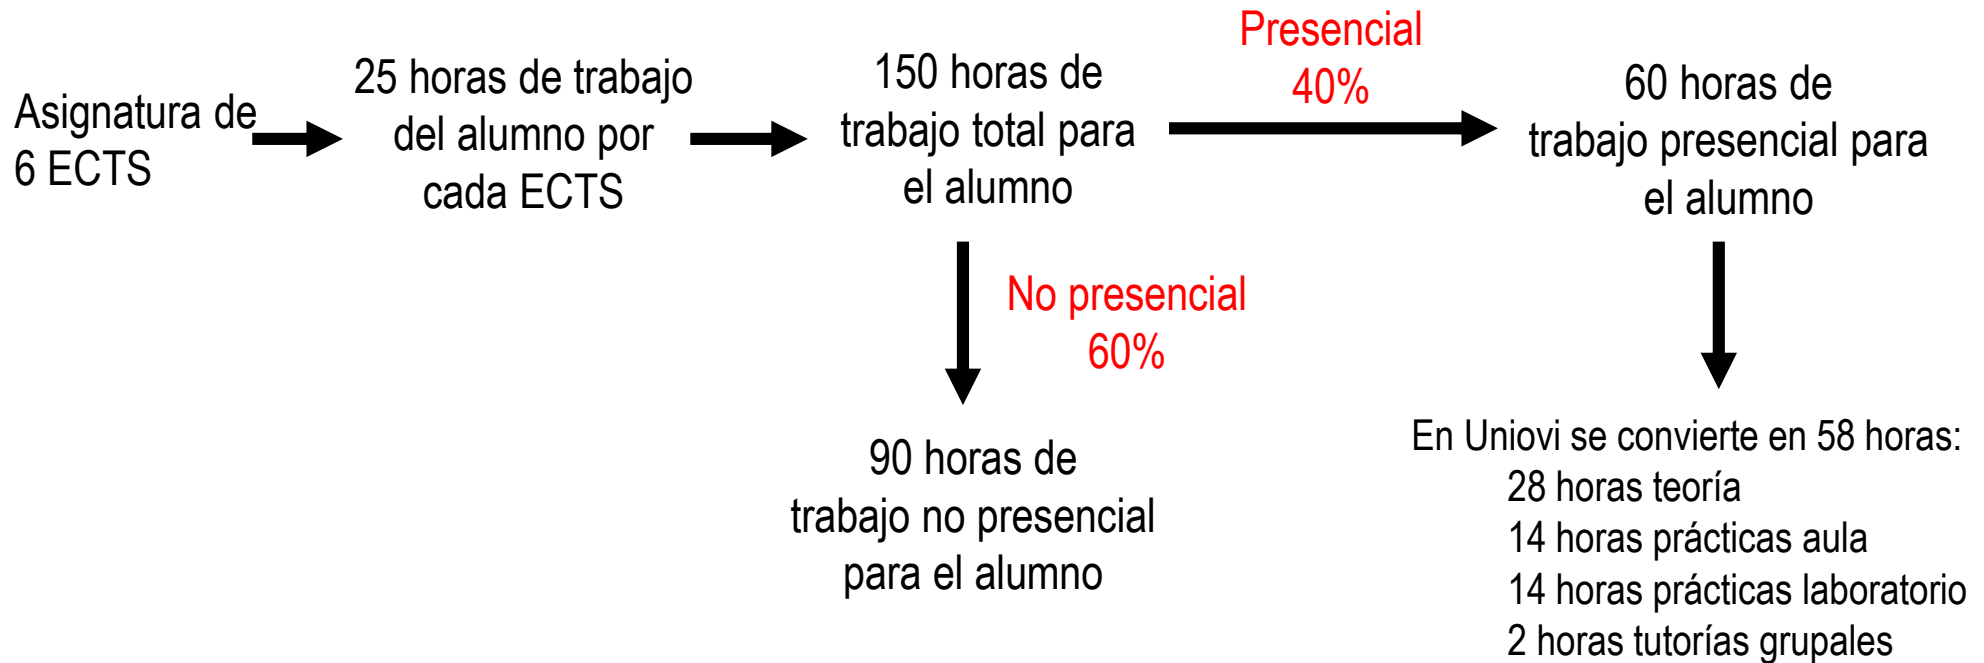 Asignatura de
6 ECTS
25 horas de trabajo
del alumno por
cada ECTS
150 horas de
trabajo total para
el alumno
Presencial
40%
60 horas de
trabajo presencial para
el alumno
No presencial
60%
90 horas de
trabajo no presencial
para el alumno
En Uniovi se convierte en 58 horas:
28 horas teoría
14 horas prácticas aula
14 horas prácticas laboratorio
2 horas tutorías grupales